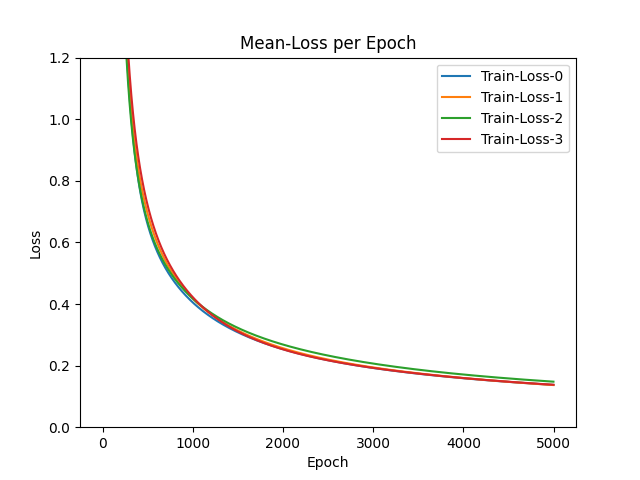 Mean-Loss per Epoch
1.2
1.0
0.8
0.6
0.4
0.2
0.0
Loss
Train-Loss-0
Train-Loss-1
Train-Loss-2
Train-Loss-3
0 1000 2000 3000 4000 5000
Epoch